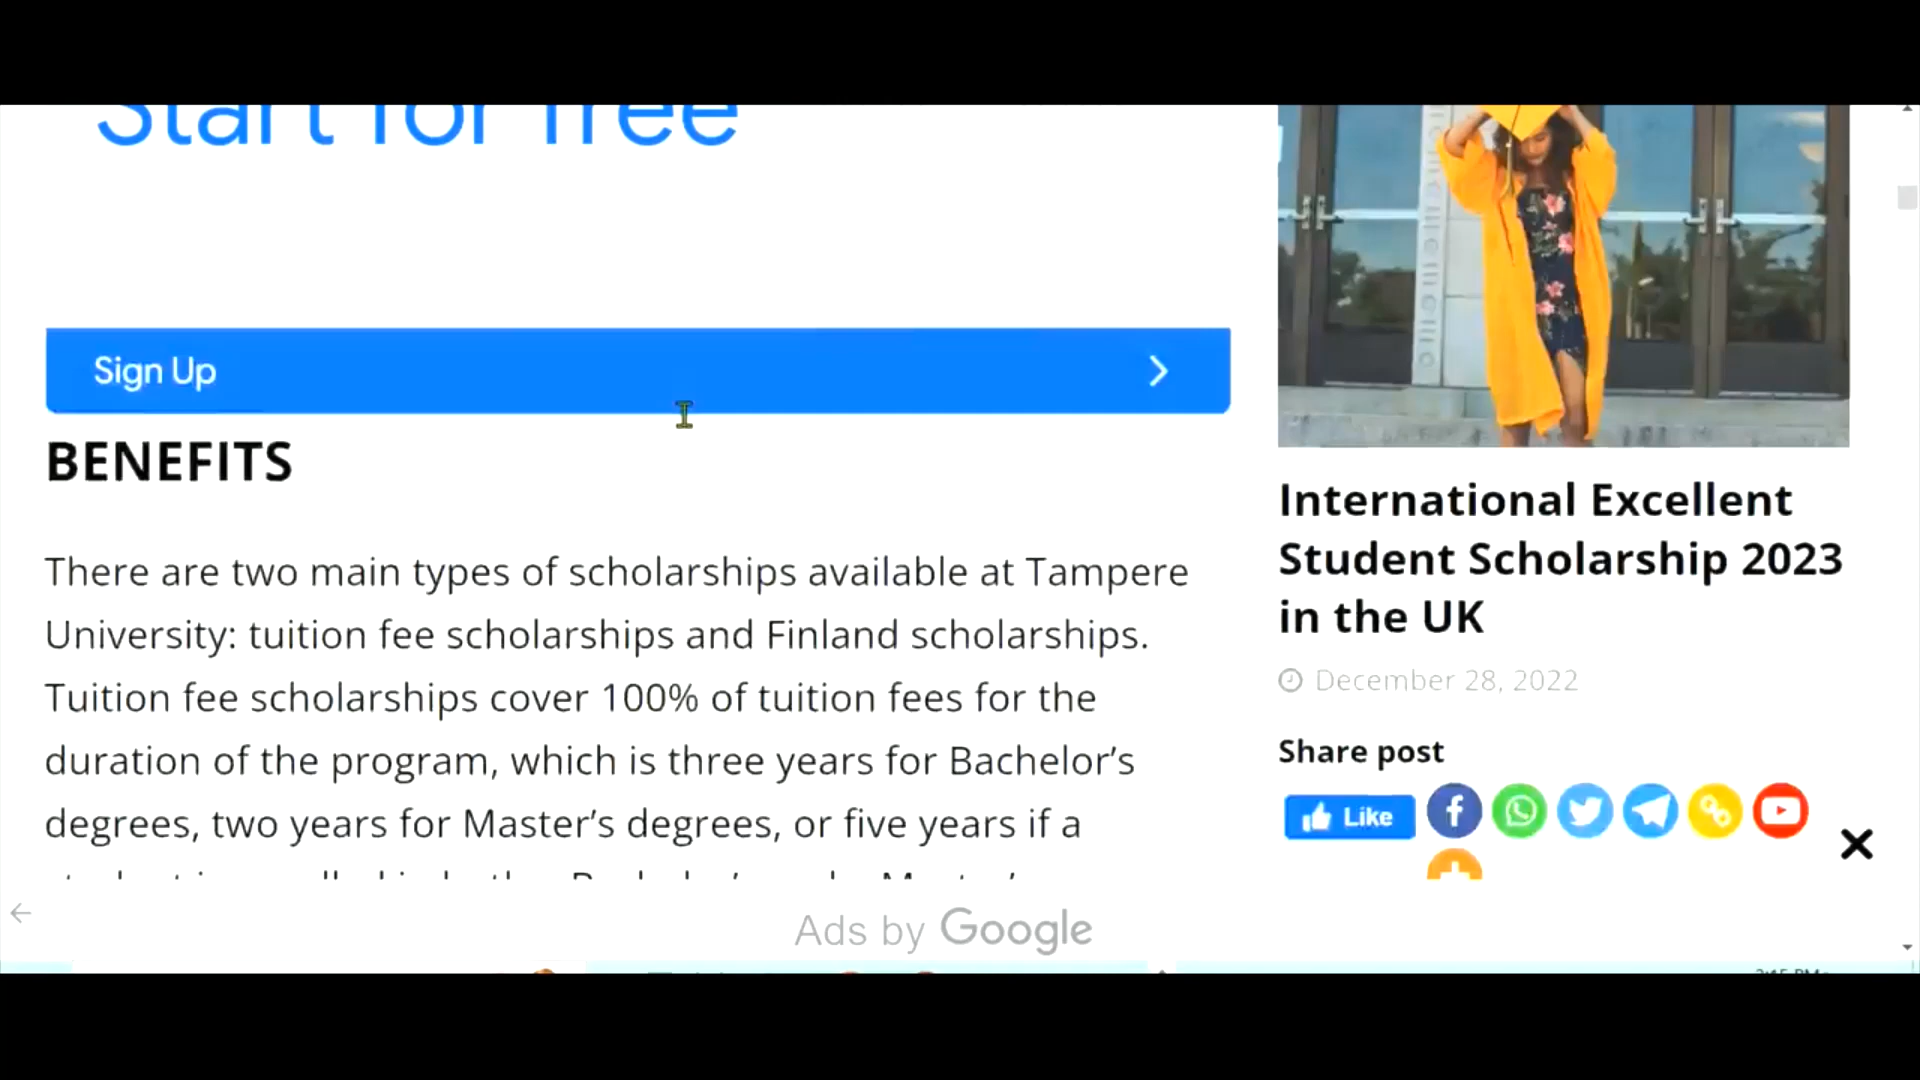 Start for free
Sign Up
BENEFITS
There are two main types of scholarships available at Tampere
University: tuition fee scholarships and Finland scholarships.
Tuition fee scholarships cover 100% of tuition fees for the
duration of the program, which is three years for Bachelor’s
degrees, two years for Master’s degrees, or five years if a
International Excellent
Student Scholarship 2023
in the UK
December 28, 2022
Share post
Like
Ads by Google